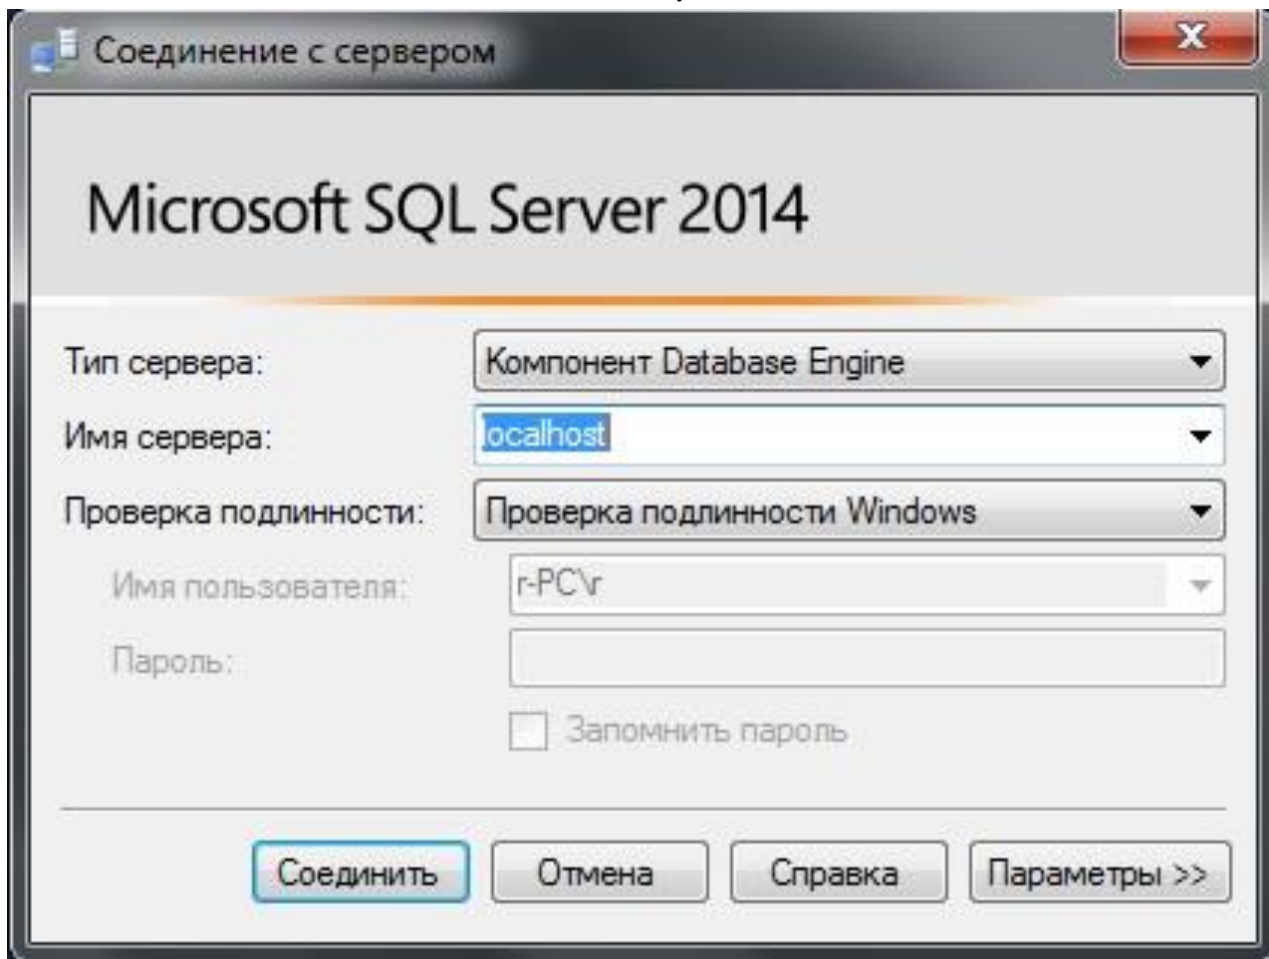 Соединение с сервером
Microsoft SQL Server 2014
Тип сервера: Компонент Database Engine
Имя сервера: localhost
Проверка подлинности: Проверка подлинности Windows
Имя пользователя: r-PC\r
Пароль:
Запомнить пароль
Соединить Отмена Справка Параметры >>